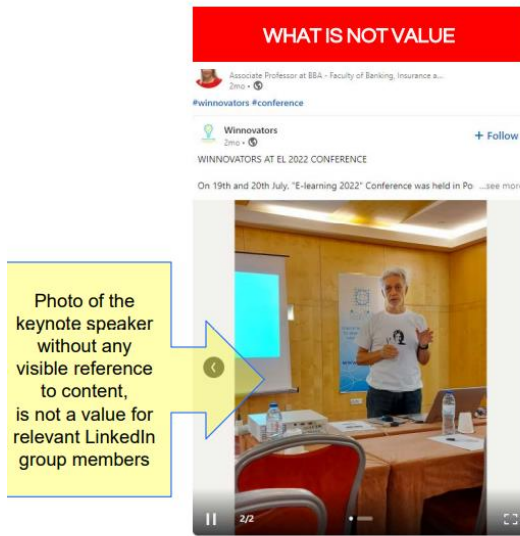 WHAT IS NOT VALUE
Associate Professor at BBA - Faculty of Banking, Insurance a...
2mo •
#winnovators #conference
Winnovators
2mo •
+ Follow
WINNOVATORS AT EL 2022 CONFERENCE
On 19th and 20th July, "E-learning 2022" Conference was held in Po ...see more
Photo of the
keynote speaker
without any
visible reference
to content,
is not a value for
relevant LinkedIn
group members
2/2